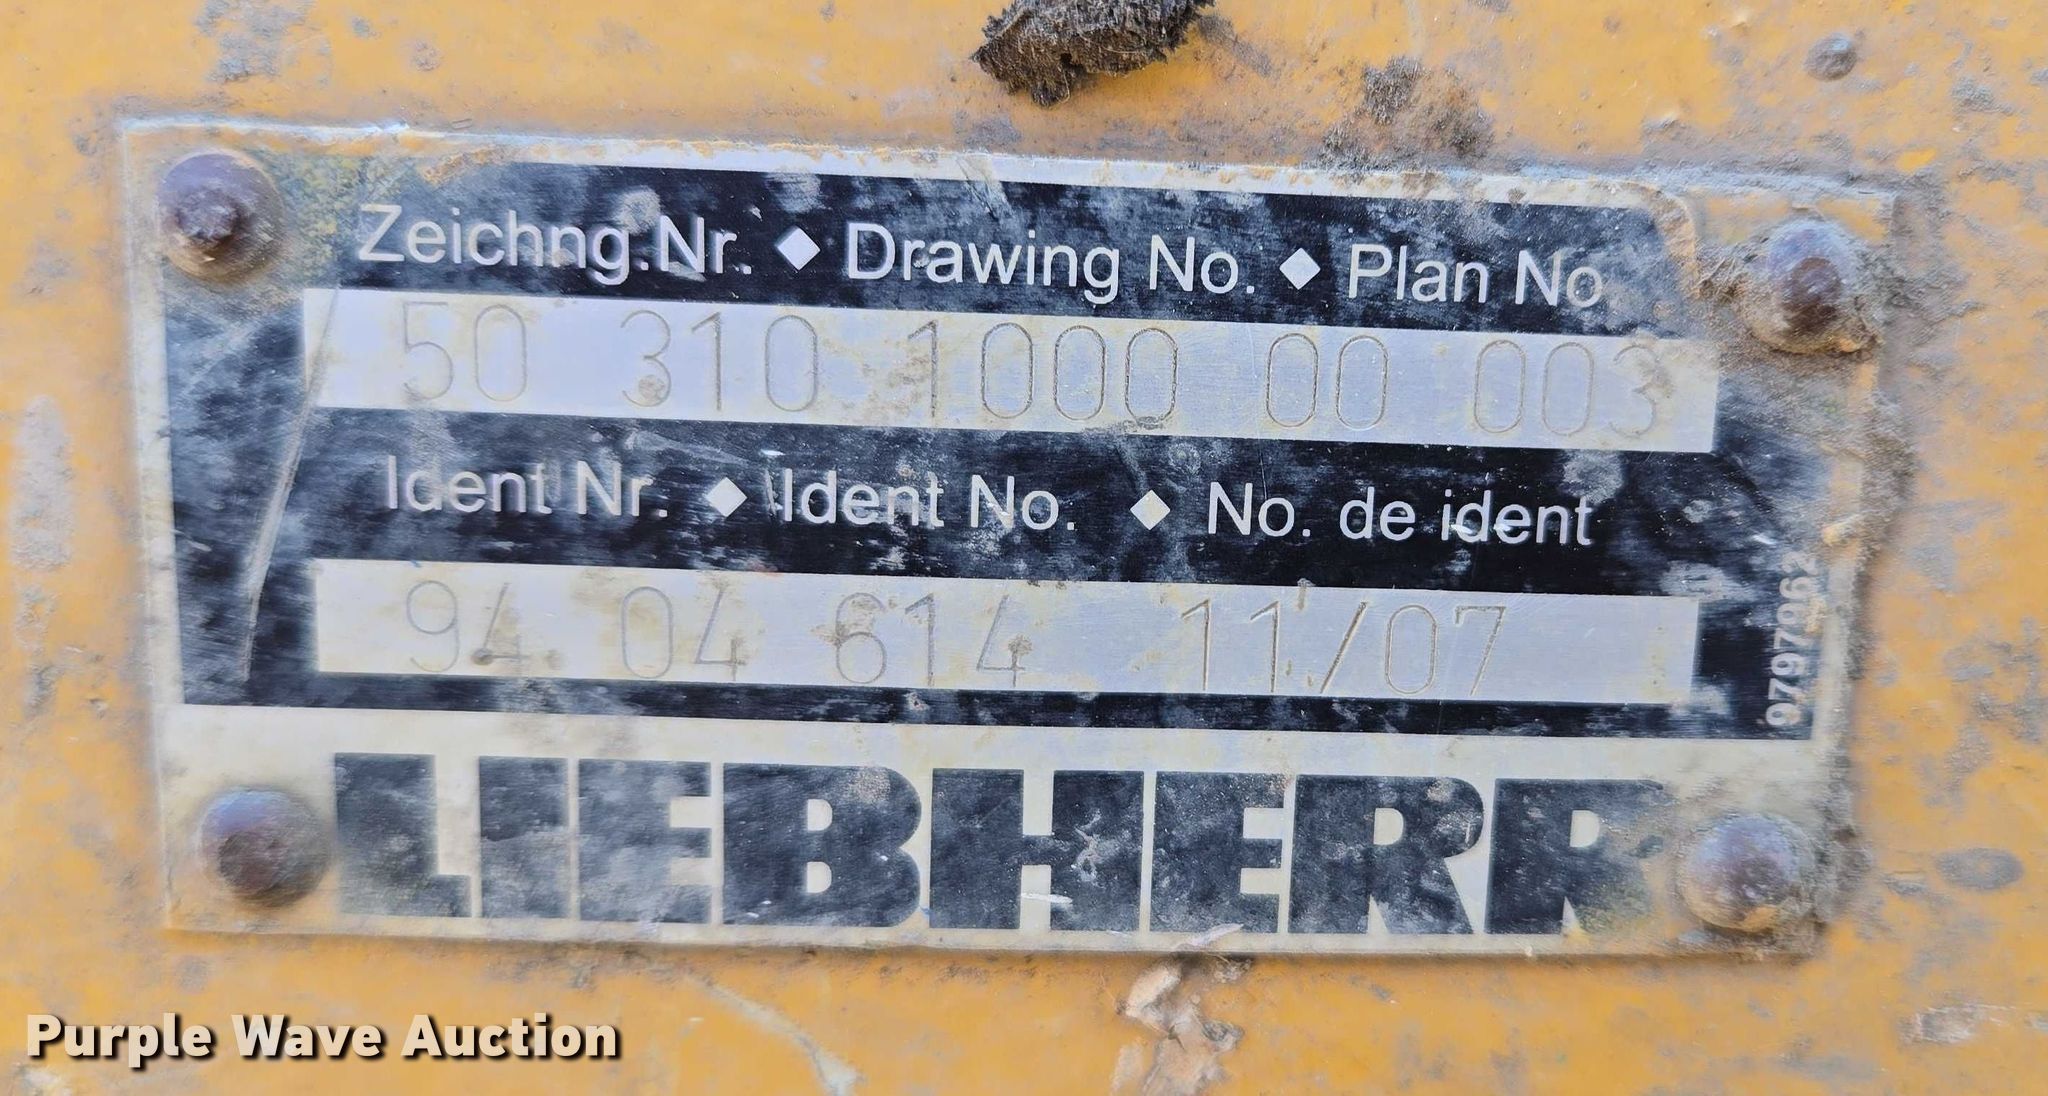 Zeichng.Nr. ◆ Drawing No. ◆ Plan No
50 310 1000 00 003
Ident Nr. ◆ Ident No. ◆ No. de ident
94 04 614 11/07
9797962
LIEBHERR
Purple Wave Auction